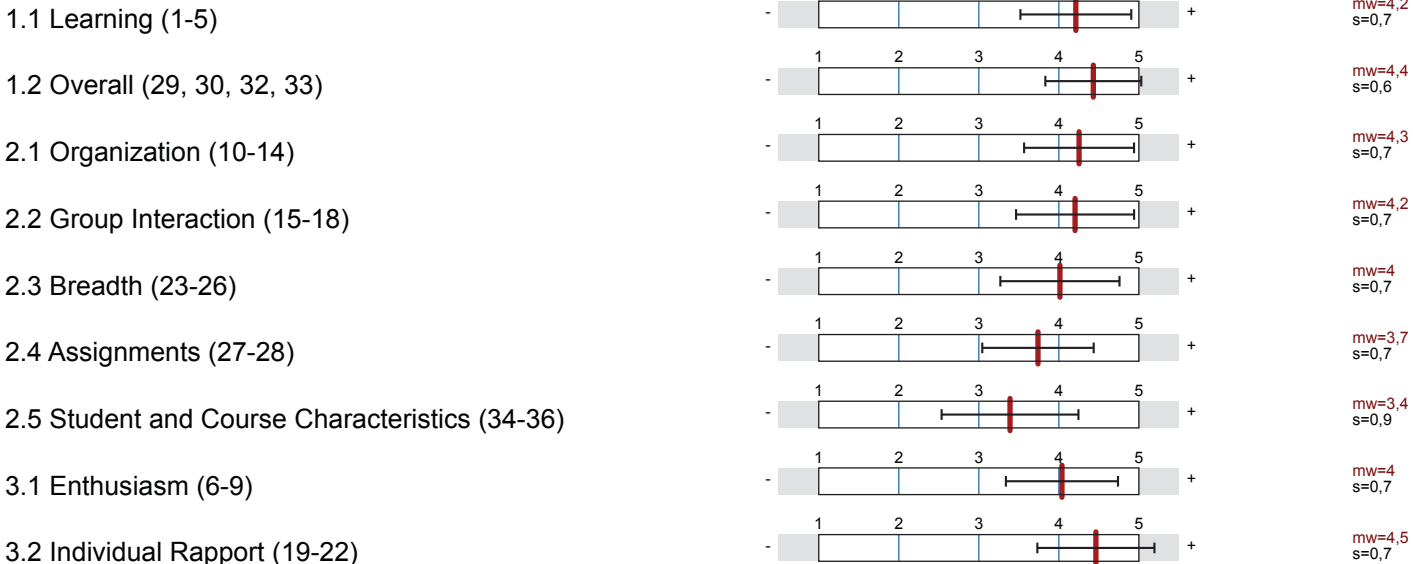 1.1 Learning (1-5)
- +
mw=4,2
s=0,7
1 2 3 4 5
1.2 Overall (29, 30, 32, 33)
- +
mw=4,4
s=0,6
1 2 3 4 5
2.1 Organization (10-14)
- +
mw=4,3
s=0,7
1 2 3 4 5
2.2 Group Interaction (15-18)
- +
mw=4,2
s=0,7
1 2 3 4 5
2.3 Breadth (23-26)
- +
mw=4
s=0,7
1 2 3 4 5
2.4 Assignments (27-28)
- +
mw=3,7
s=0,7
1 2 3 4 5
2.5 Student and Course Characteristics (34-36)
- +
mw=3,4
s=0,9
1 2 3 4 5
3.1 Enthusiasm (6-9)
- +
mw=4
s=0,7
1 2 3 4 5
3.2 Individual Rapport (19-22)
- +
mw=4,5
s=0,7